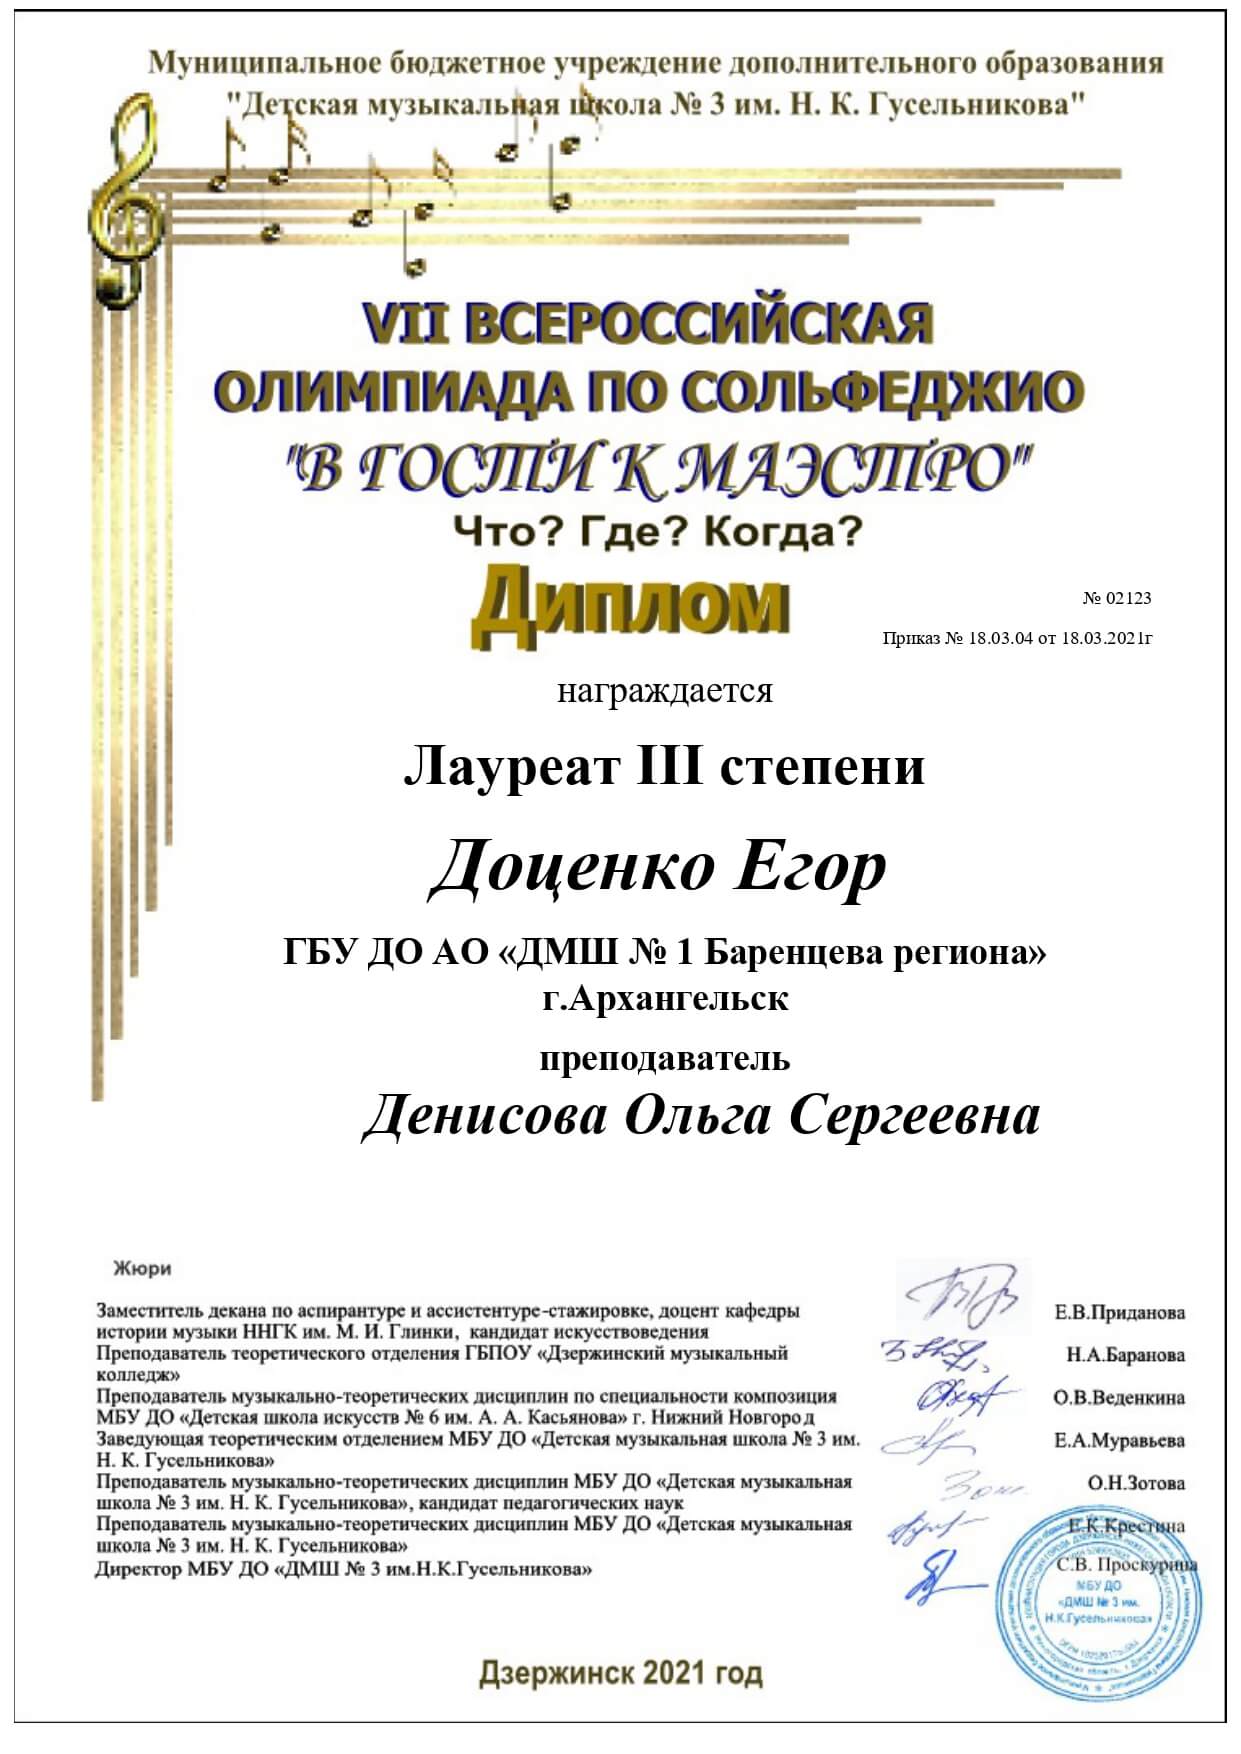 Муниципальное бюджетное учреждение дополнительного образования
"Детская музыкальная школа № 3 им. Н. К. Гусельникова"
VII ВСЕРОССИЙСКАЯ
ОЛИМПИАДА ПО СОЛЬФЕДЖИО
"В ГОСТИ К МАЭСТРО"
Что? Где? Когда?
Диплом
№ 02123
Приказ № 18.03.04 от 18.03.2021г
награждается
Лауреат III степени
Доценко Егор
ГБУ ДО АО «ДМШ № 1 Баренцева региона»
г.Архангельск
преподаватель
Денисова Ольга Сергеевна
Жюри
Заместитель декана по аспирантуре и ассистентуре-стажировке, доцент кафедры
истории музыки ННГК им. М. И. Глинки, кандидат искусствоведения
Е.В.Приданова
Преподаватель теоретического отделения ГБПОУ «Дзержинский музыкальный
колледж»
Н.А.Баранова
Преподаватель музыкально-теоретических дисциплин по специальности композиция
МБУ ДО «Детская школа искусств № 6 им. А. А. Касьянова» г. Нижний Новгород
О.В.Веденкина
Заведующая теоретическим отделением МБУ ДО «Детская музыкальная школа № 3 им.
Н. К. Гусельникова»
Е.А.Муравьева
Преподаватель музыкально-теоретических дисциплин МБУ ДО «Детская музыкальная
школа № 3 им. Н. К. Гусельникова», кандидат педагогических наук
О.Н.Зотова
Преподаватель музыкально-теоретических дисциплин МБУ ДО «Детская музыкальная
школа № 3 им. Н. К. Гусельникова»
Е.К.Крестина
Директор МБУ ДО «ДМШ № 3 им.Н.К.Гусельникова»
С.В. Проскурина
МБУ ДО
«ДМШ № 3 им.
Н.К.Гусельникова»
Дзержинск 2021 год